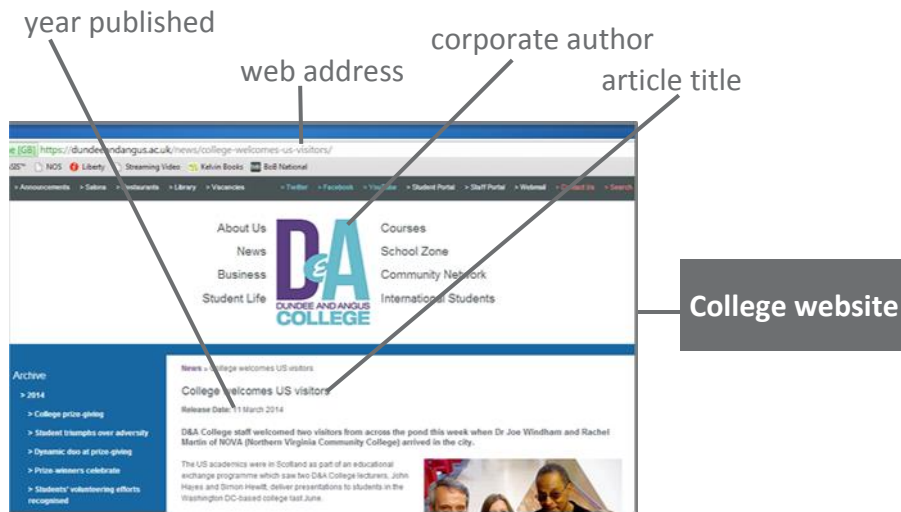 year published
corporate author
web address
article title
[GB] https://dundeeandangus.ac.uk/news/college-welcomes-us-visitors/
NOS Liberty Streaming Video Kelvin Books BoB National
> Announcements > Salons > Restaurants > Library > Vacancies > Twitter > Facebook > YouTube > Student Portal > Staff Portal > Webmail > Contact Us > Search
About Us
News
Business
Student Life
D&A
DUNDEE AND ANGUS
COLLEGE
Courses
School Zone
Community Network
International Students
College website
Archive
> 2014
> College prize-giving
> Student triumphs over adversity
> Dynamic duo at prize-giving
> Prize-winners celebrate
> Students' volunteering efforts
recognised
News » College welcomes US visitors
College welcomes US visitors
Release Date: 11 March 2014
D&A College staff welcomed two visitors from across the pond this week when Dr Joe Windham and Rachel
Martin of NOVA (Northern Virginia Community College) arrived in the city.
The US academics were in Scotland as part of an educational
exchange programme which saw two D&A College lecturers, John
Hayes and Simon Hewitt, deliver presentations to students in the
Washington DC-based college last June.